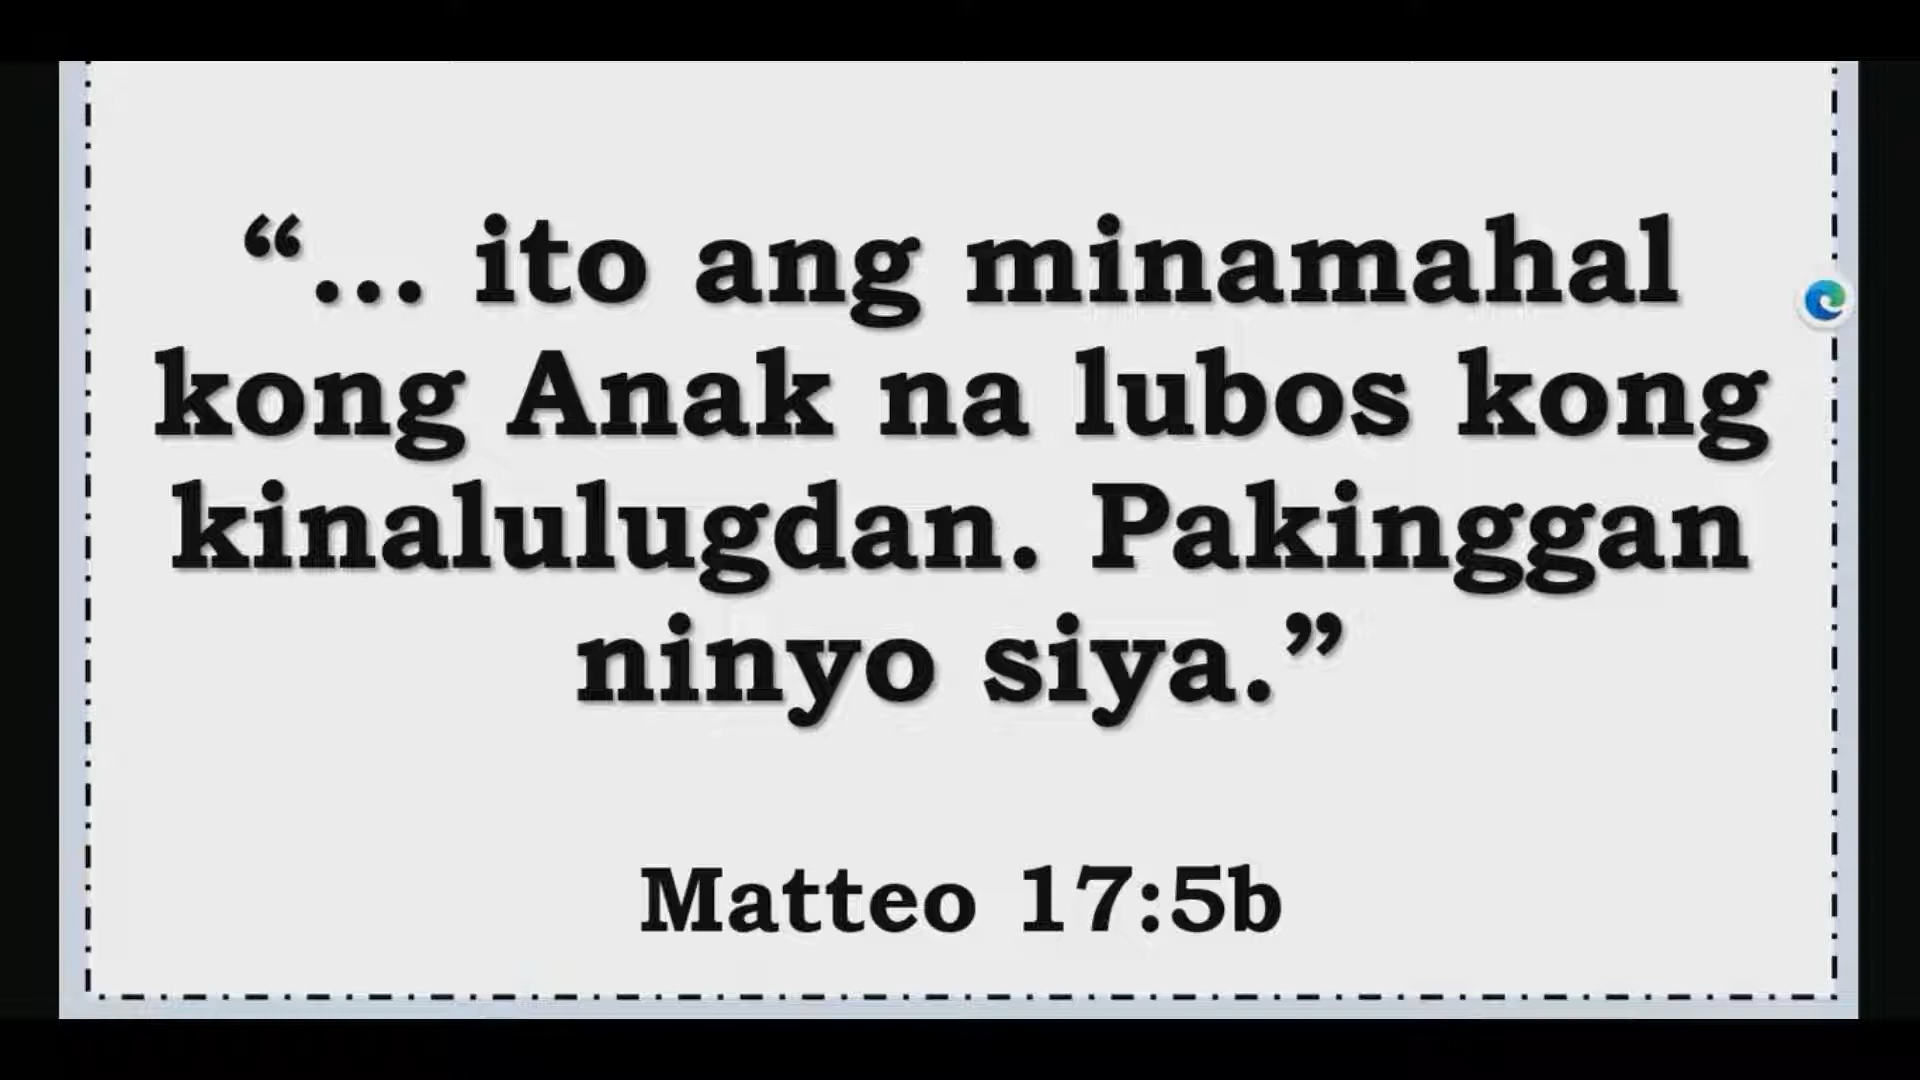 “... ito ang minamahal
kong Anak na lubos kong
kinalulugdan. Pakinggan
ninyo siya.”
Matteo 17:5b